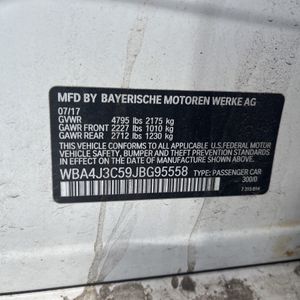 MFD BY BAYERISCHE MOTOREN WERKE AG
07/17
GVWR 4795 lbs 2175 kg
GAWR FRONT 2227 lbs 1010 kg
GAWR REAR 2712 lbs 1230 kg
THIS VEHICLE CONFORMS TO ALL APPLICABLE U.S. FEDERAL MOTOR
VEHICLE SAFETY, BUMPER, AND THEFT PREVENTION STANDARDS
IN EFFECT ON THE DATE OF MANUFACTURE SHOWN ABOVE.
WBA4J3C59JBG95558 TYPE: PASSENGER CAR
300/0